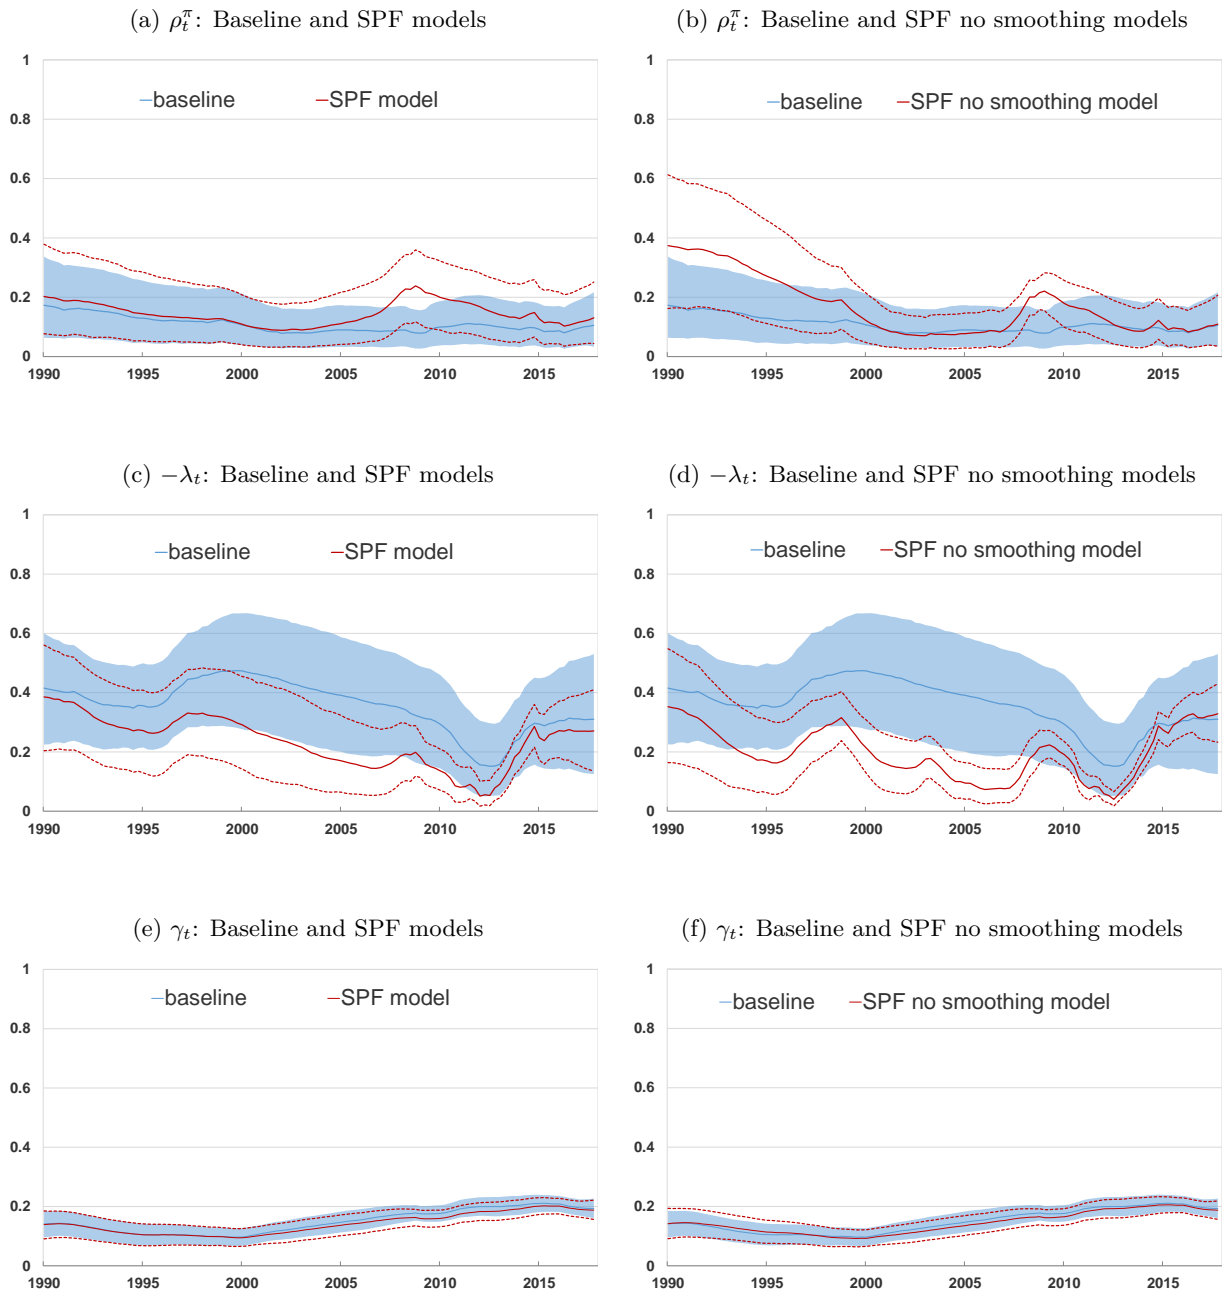 (a) ρ_t^π: Baseline and SPF models
1
0.8
0.6
0.4
0.2
0
baseline SPF model
1990 1995 2000 2005 2010 2015
(b) ρ_t^π: Baseline and SPF no smoothing models
1
0.8
0.6
0.4
0.2
0
baseline SPF no smoothing model
1990 1995 2000 2005 2010 2015
(c) −λ_t: Baseline and SPF models
1
0.8
0.6
0.4
0.2
0
baseline SPF model
1990 1995 2000 2005 2010 2015
(d) −λ_t: Baseline and SPF no smoothing models
1
0.8
0.6
0.4
0.2
0
baseline SPF no smoothing model
1990 1995 2000 2005 2010 2015
(e) γ_t: Baseline and SPF models
1
0.8
0.6
0.4
0.2
0
baseline SPF model
1990 1995 2000 2005 2010 2015
(f) γ_t: Baseline and SPF no smoothing models
1
0.8
0.6
0.4
0.2
0
baseline SPF no smoothing model
1990 1995 2000 2005 2010 2015